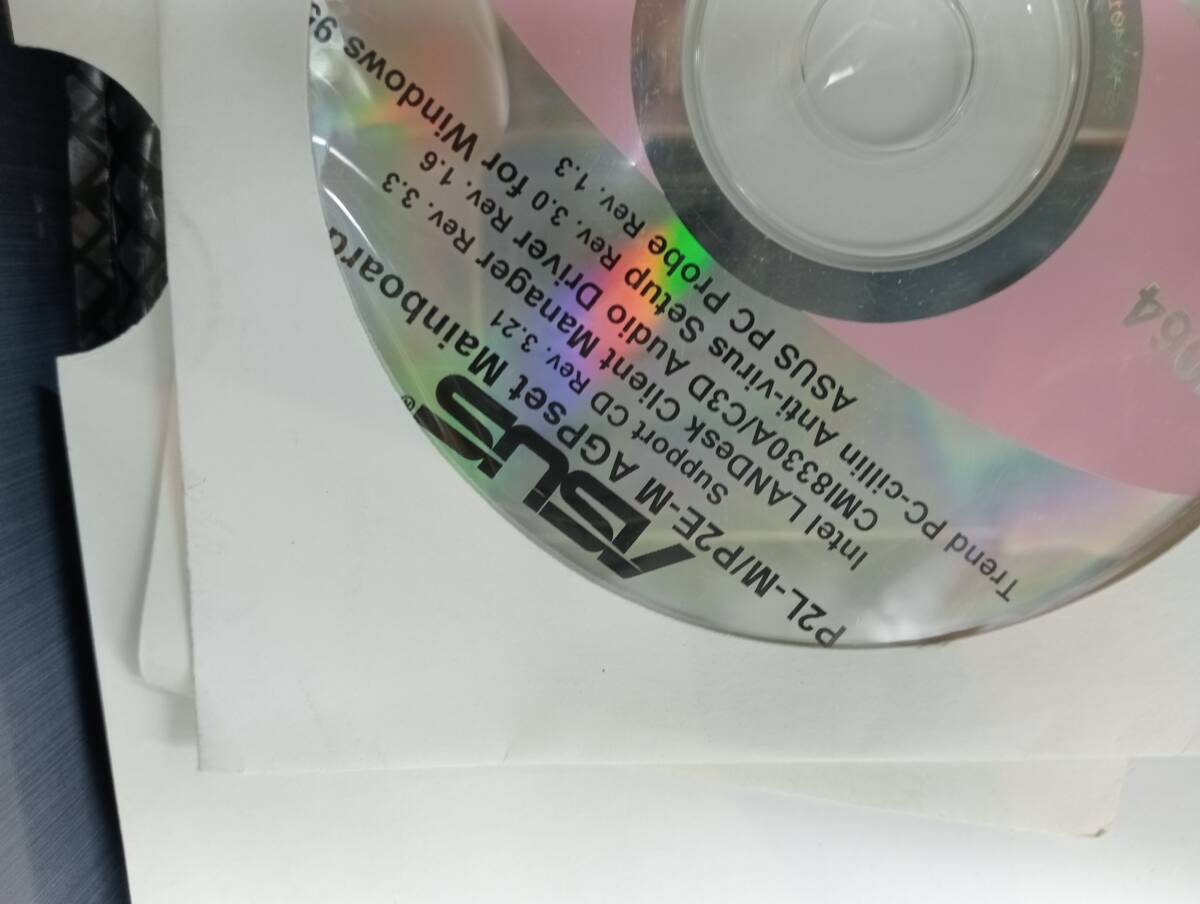 ASUS®
P2L-M/P2E-M AGPset Mainboard
Support CD Rev. 3.21
Intel LANDesk Client Manager Rev. 3.3
CMI8330A/C3D Audio Driver Rev. 1.6
Trend PC-cillin Anti-virus Setup Rev. 3.0 for Windows 95
ASUS PC Probe Rev. 1.3